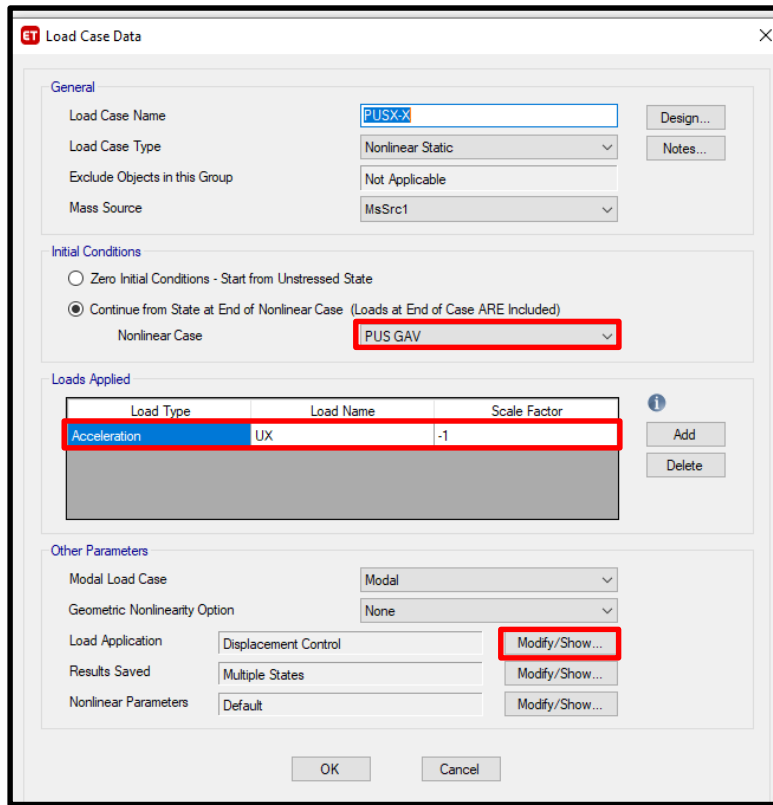 ET Load Case Data
General
Load Case Name PUSX-X Design...
Load Case Type Nonlinear Static Notes...
Exclude Objects in this Group Not Applicable
Mass Source MsSrc1
Initial Conditions
Zero Initial Conditions - Start from Unstressed State
Continue from State at End of Nonlinear Case (Loads at End of Case ARE Included)
Nonlinear Case PUS GAV
Loads Applied
Load Type Load Name Scale Factor
Acceleration UX -1 Add
Delete
Other Parameters
Modal Load Case Modal
Geometric Nonlinearity Option None
Load Application Displacement Control Modify/Show...
Results Saved Multiple States Modify/Show...
Nonlinear Parameters Default Modify/Show...
OK Cancel